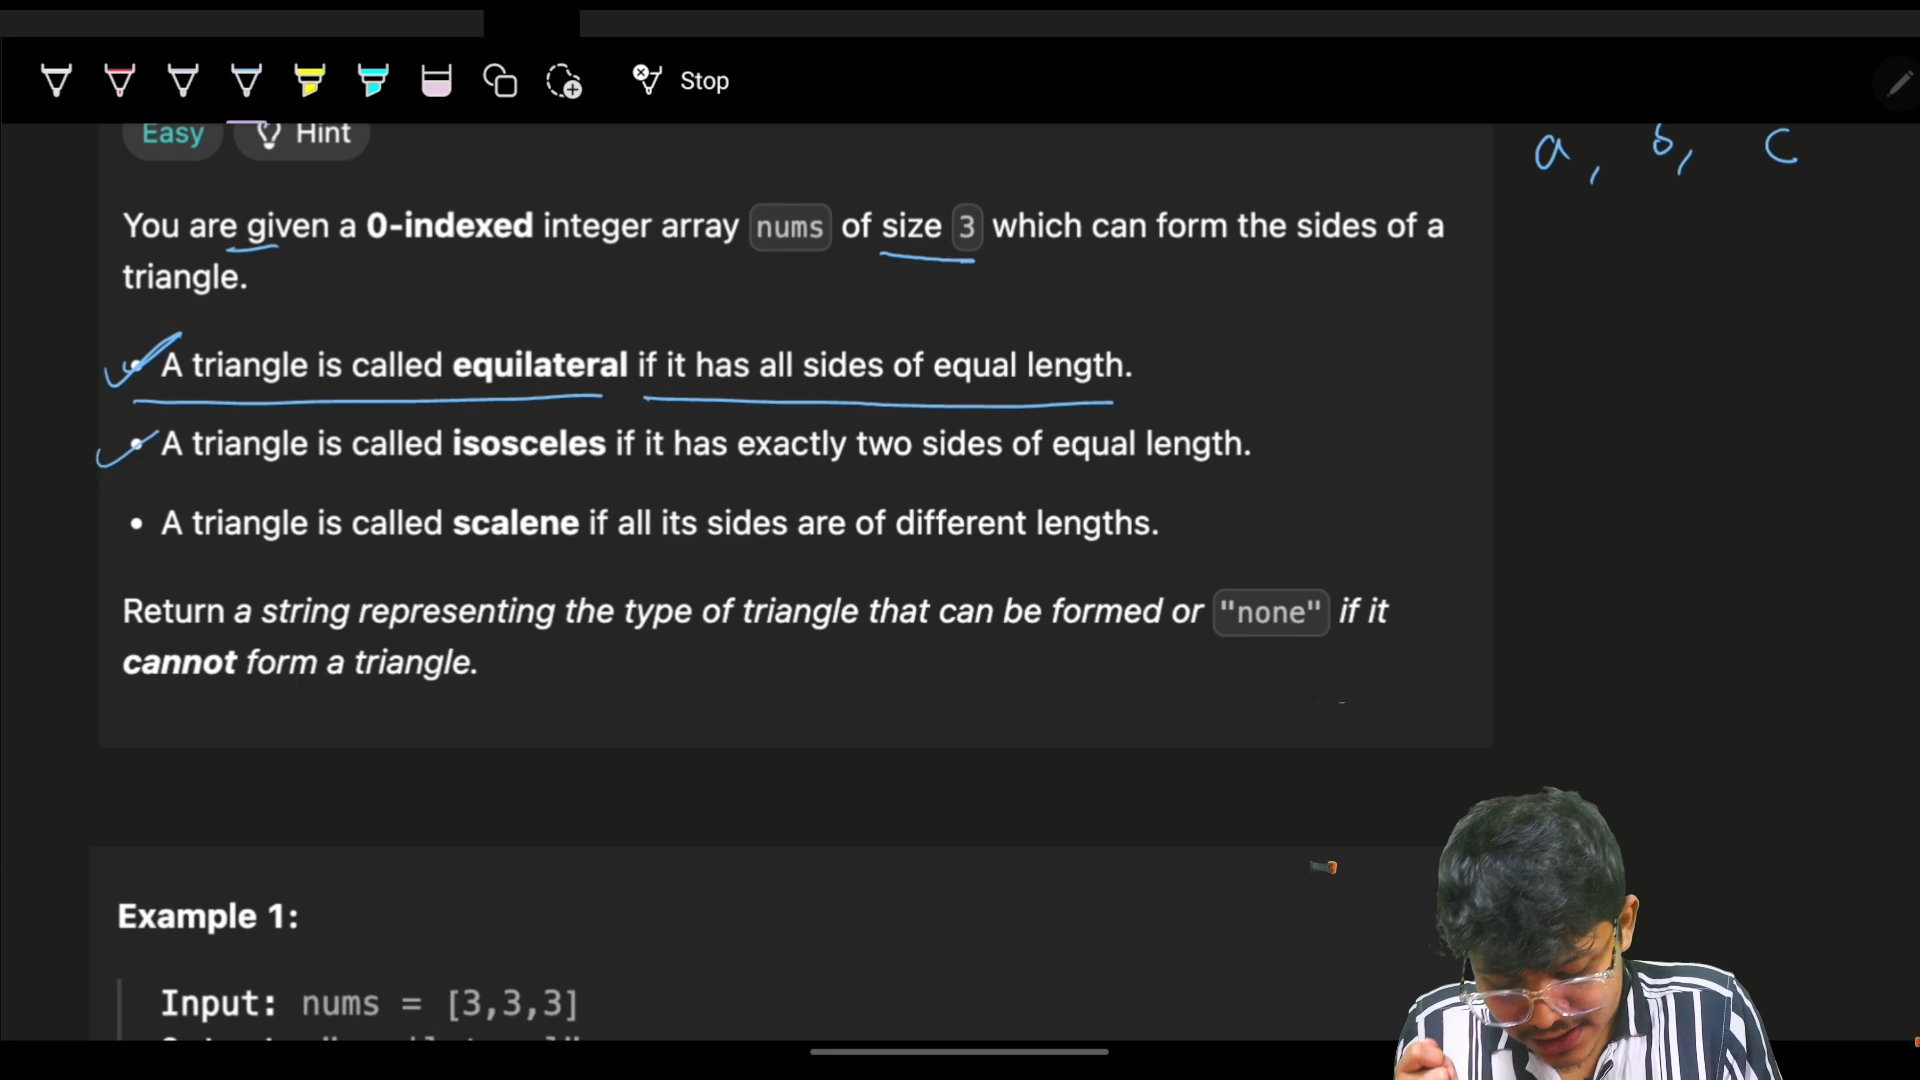 Stop
Easy Hint
a, b, c
You are given a 0-indexed integer array nums of size 3 which can form the sides of a
triangle.
• A triangle is called equilateral if it has all sides of equal length.
• A triangle is called isosceles if it has exactly two sides of equal length.
• A triangle is called scalene if all its sides are of different lengths.
Return a string representing the type of triangle that can be formed or "none" if it
cannot form a triangle.
Example 1:
Input: nums = [3,3,3]